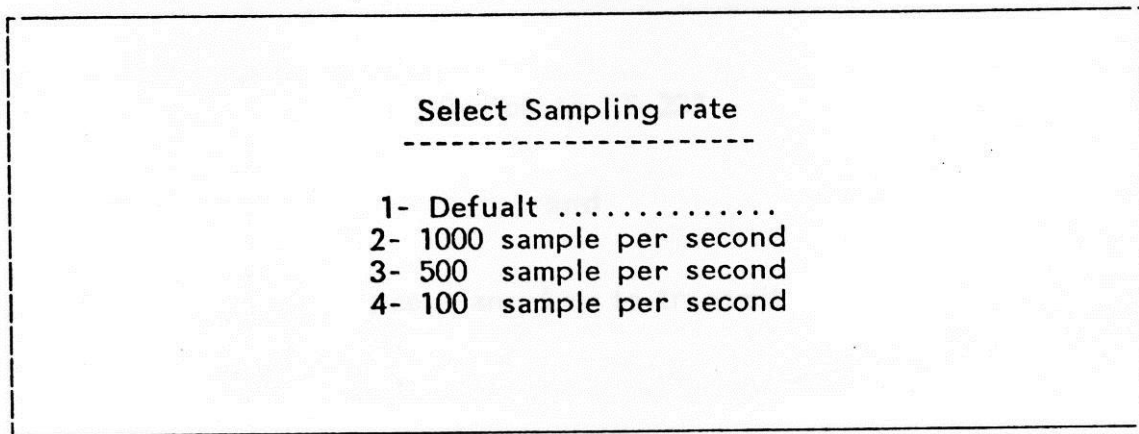 Select Sampling rate
----------------------
1- Defualt ..............
2- 1000 sample per second
3- 500 sample per second
4- 100 sample per second